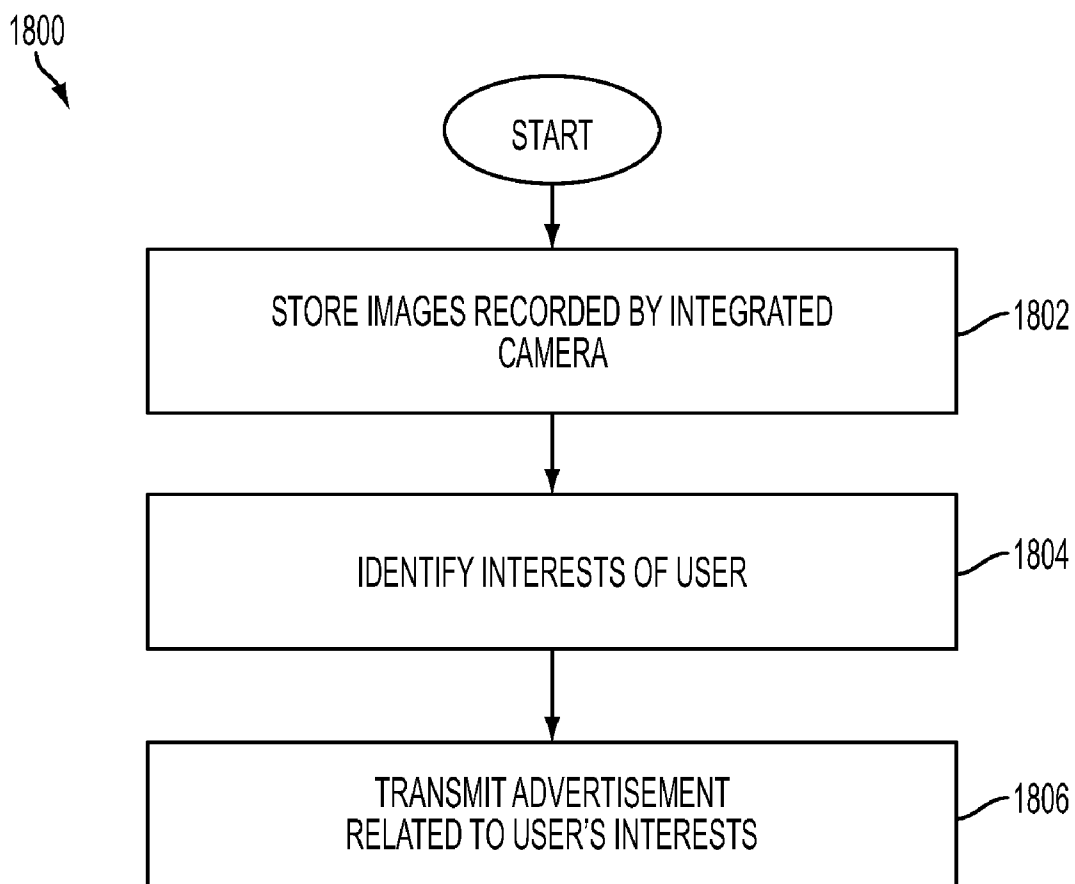 1800
START
STORE IMAGES RECORDED BY INTEGRATED
CAMERA
1802
IDENTIFY INTERESTS OF USER
1804
TRANSMIT ADVERTISEMENT
RELATED TO USER'S INTERESTS
1806